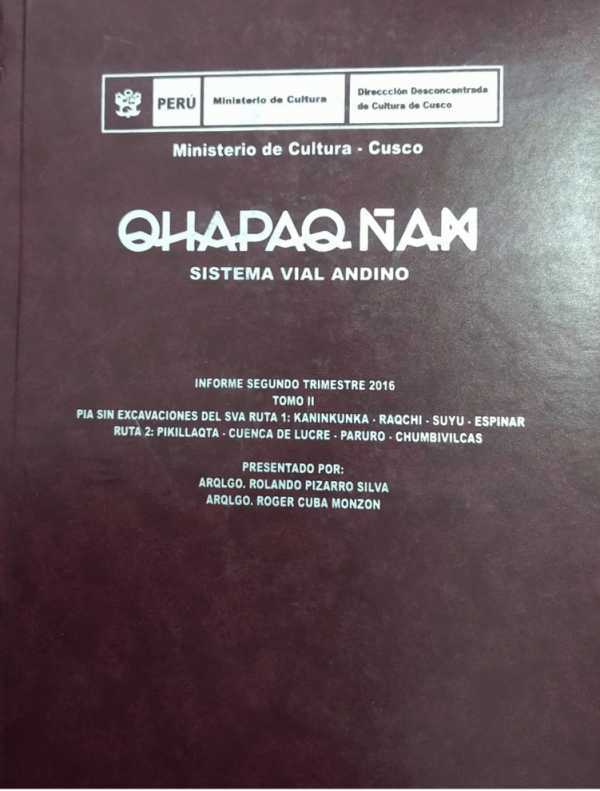 PERÚ
Ministerio de Cultura
Direccción Desconcentrada
de Cultura de Cusco
Ministerio de Cultura - Cusco
QHAPAQ ÑAN
SISTEMA VIAL ANDINO
INFORME SEGUNDO TRIMESTRE 2016
TOMO II
PIA SIN EXCAVACIONES DEL SVA RUTA 1: KANINKUNKA - RAQCHI - SUYU - ESPINAR
RUTA 2: PIKILLAQTA - CUENCA DE LUCRE - PARURO - CHUMBIVILCAS
PRESENTADO POR:
ARQLGO. ROLANDO PIZARRO SILVA
ARQLGO. ROGER CUBA MONZON